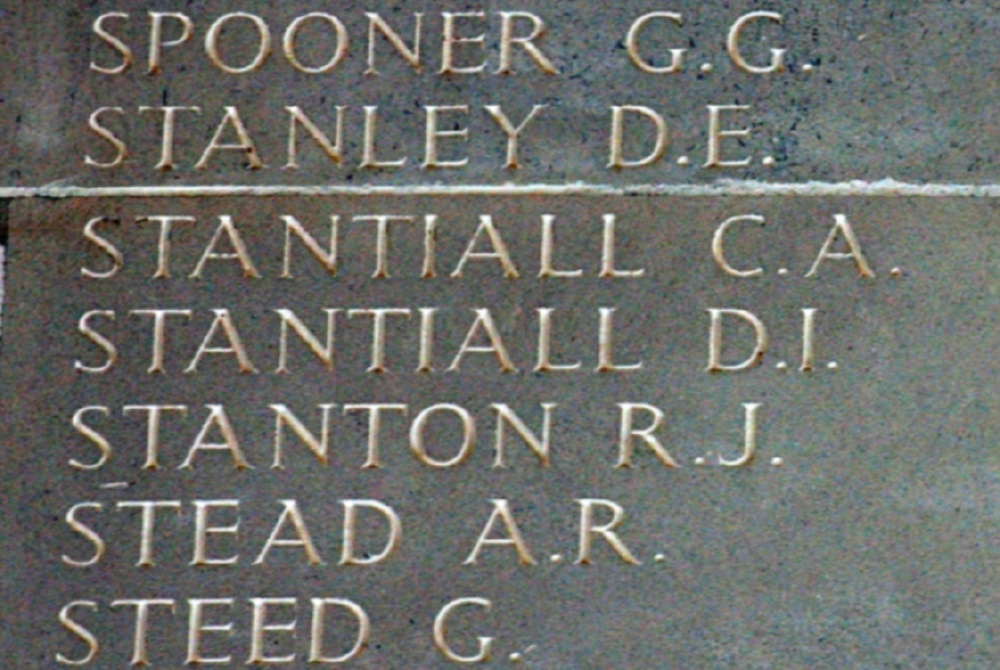 SPOONER G.G.
STANLEY D.E.
STANTIALL C.A.
STANTIALL D.I.
STANTON R.J.
STEAD A.R.
STEED G.